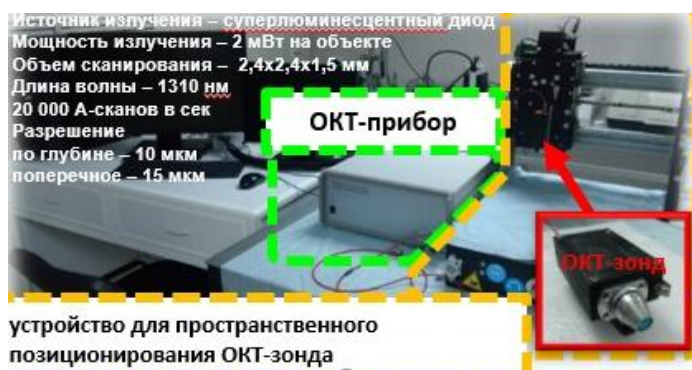 Источник излучения – суперлюминесцентный диод
Мощность излучения – 2 мВт на объекте
Объем сканирования – 2,4х2,4х1,5 мм
Длина волны – 1310 нм
20 000 А-сканов в сек
Разрешение
по глубине – 10 мкм
поперечное – 15 мкм
ОКТ-прибор
ОКТ-зонд
устройство для пространственного
позиционирования ОКТ-зонда